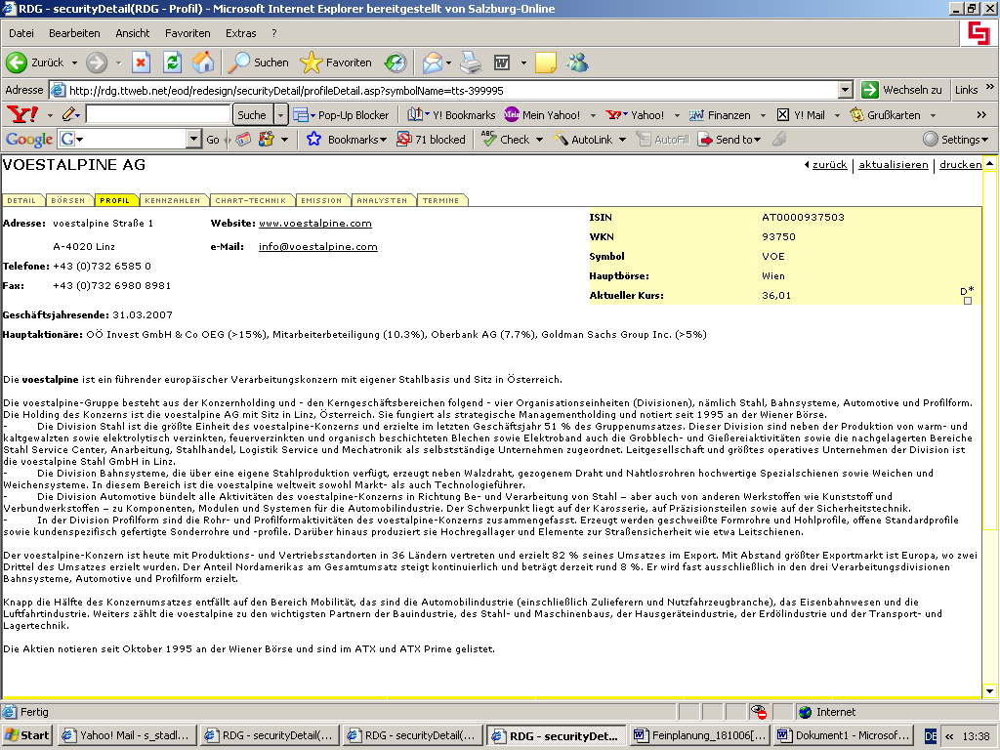 RDG - securityDetail(RDG - Profil) - Microsoft Internet Explorer bereitgestellt von Salzburg-Online
Datei Bearbeiten Ansicht Favoriten Extras ?
Zurück Suchen Favoriten
Adresse http://rdg.ttweb.net/eod/redesign/securityDetail/profileDetail.asp?symbolName=tts-399995 Wechseln zu Links »
Y! Suche Pop-Up Blocker Y! Bookmarks Mein Yahoo! Yahoo! Finanzen Y! Mail Grußkarten »
Google G Go Bookmarks 71 blocked ABC Check AutoLink AutoFill Send to Settings
VOESTALPINE AG zurück | aktualisieren | drucken
DETAIL BÖRSEN PROFIL KENNZAHLEN CHART-TECHNIK EMISSION ANALYSTEN TERMINE
Adresse: voestalpine Straße 1 Website: www.voestalpine.com
A-4020 Linz e-Mail: info@voestalpine.com
Telefone: +43 (0)732 6585 0
Fax: +43 (0)732 6980 8981
ISIN AT0000937503
WKN 93750
Symbol VOE
Hauptbörse: Wien
Aktueller Kurs: 36,01 D*
Geschäftsjahresende: 31.03.2007
Hauptaktionäre: OÖ Invest GmbH & Co OEG (>15%), Mitarbeiterbeteiligung (10.3%), Oberbank AG (7.7%), Goldman Sachs Group Inc. (>5%)
Die voestalpine ist ein führender europäischer Verarbeitungskonzern mit eigener Stahlbasis und Sitz in Österreich.
Die voestalpine-Gruppe besteht aus der Konzernholding und - den Kerngeschäftsbereichen folgend - vier Organisationseinheiten (Divisionen), nämlich Stahl, Bahnsysteme, Automotive und Profilform.
Die Holding des Konzerns ist die voestalpine AG mit Sitz in Linz, Österreich. Sie fungiert als strategische Managementholding und notiert seit 1995 an der Wiener Börse.
- Die Division Stahl ist die größte Einheit des voestalpine-Konzerns und erzielte im letzten Geschäftsjahr 51 % des Gruppenumsatzes. Dieser Division sind neben der Produktion von warm- und
kaltgewalzten sowie elektrolytisch verzinkten, feuerverzinkten und organisch beschichteten Blechen sowie Elektroband auch die Grobblech- und Gießereiaktivitäten sowie die nachgelagerten Bereiche
Stahl Service Center, Anarbeitung, Stahlhandel, Logistik Service und Mechatronik als selbstständige Unternehmen zugeordnet. Leitgesellschaft und größtes operatives Unternehmen der Division ist
die voestalpine Stahl GmbH in Linz.
- Die Division Bahnsysteme, die über eine eigene Stahlproduktion verfügt, erzeugt neben Walzdraht, gezogenem Draht und Nahtlosrohren hochwertige Spezialschienen sowie Weichen und
Weichensysteme. In diesem Bereich ist die voestalpine weltweit sowohl Markt- als auch Technologieführer.
- Die Division Automotive bündelt alle Aktivitäten des voestalpine-Konzerns in Richtung Be- und Verarbeitung von Stahl – aber auch von anderen Werkstoffen wie Kunststoff und
Verbundwerkstoffen – zu Komponenten, Modulen und Systemen für die Automobilindustrie. Der Schwerpunkt liegt auf der Karosserie, auf Präzisionsteilen sowie auf der Sicherheitstechnik.
- In der Division Profilform sind die Rohr- und Profilformaktivitäten des voestalpine-Konzerns zusammengefasst. Erzeugt werden geschweißte Formrohre und Hohlprofile, offene Standardprofile
sowie kundenspezifisch gefertigte Sonderrohre und -profile. Darüber hinaus produziert sie Hochregallager und Elemente zur Straßensicherheit wie etwa Leitschienen.
Der voestalpine-Konzern ist heute mit Produktions- und Vertriebsstandorten in 36 Ländern vertreten und erzielt 82 % seines Umsatzes im Export. Mit Abstand größter Exportmarkt ist Europa, wo zwei
Drittel des Umsatzes erzielt wurden. Der Anteil Nordamerikas am Gesamtumsatz steigt kontinuierlich und beträgt derzeit rund 8 %. Er wird fast ausschließlich in den drei Verarbeitungsdivisionen
Bahnsysteme, Automotive und Profilform erzielt.
Knapp die Hälfte des Konzernumsatzes entfällt auf den Bereich Mobilität, das sind die Automobilindustrie (einschließlich Zulieferern und Nutzfahrzeugbranche), das Eisenbahnwesen und die
Luftfahrtindustrie. Weiters zählt die voestalpine zu den wichtigsten Partnern der Bauindustrie, des Stahl- und Maschinenbaus, der Hausgeräteindustrie, der Erdölindustrie und der Transport- und
Lagertechnik.
Die Aktien notieren seit Oktober 1995 an der Wiener Börse und sind im ATX und ATX Prime gelistet.
Fertig Internet
Start Yahoo! Mail - s_stadl... RDG - securityDetail(... RDG - securityDetail(... RDG - securityDet... Feinplanung_181006[... Dokument1 - Microsof... DE « 13:38